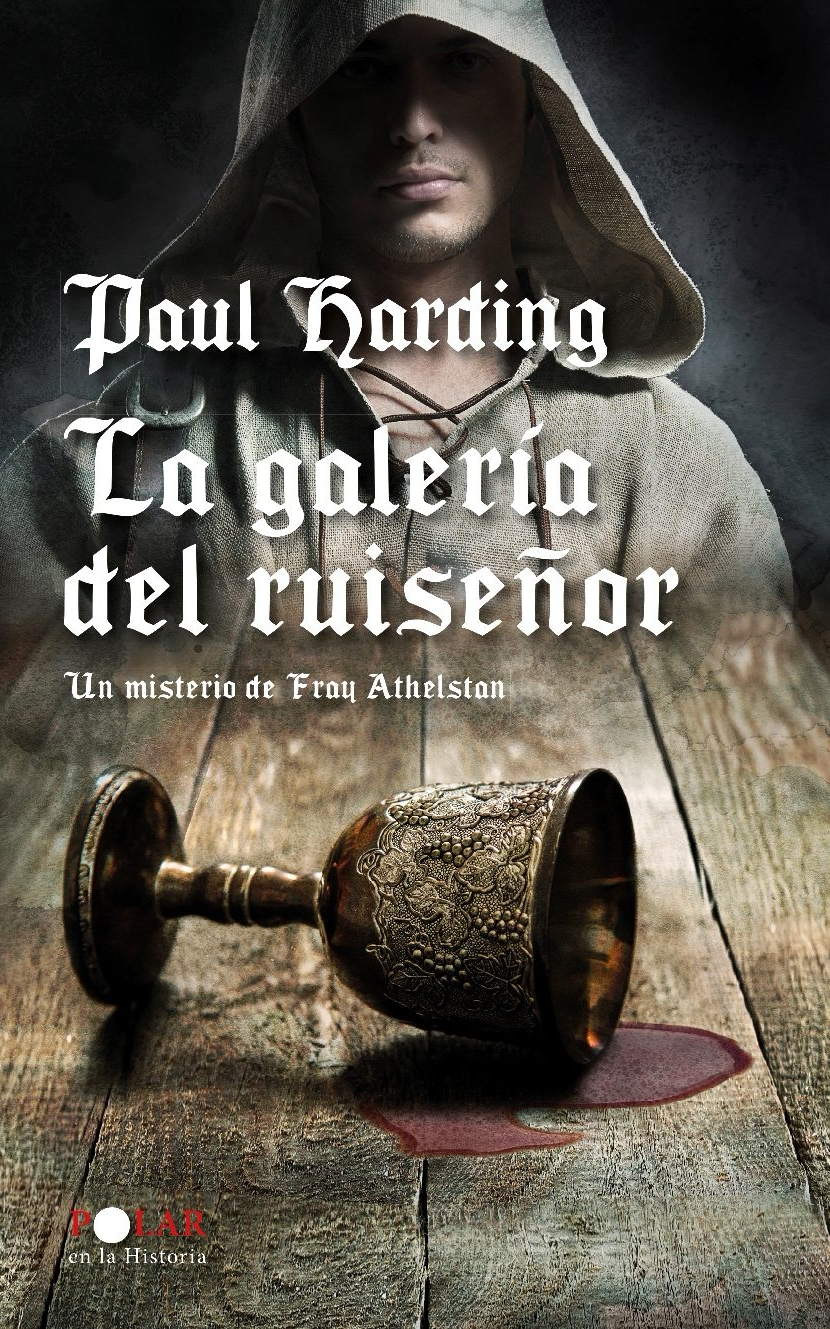 Paul Harding
La galería
del ruiseñor
Un misterio de Fray Athelstan
POLAR
en la Historia